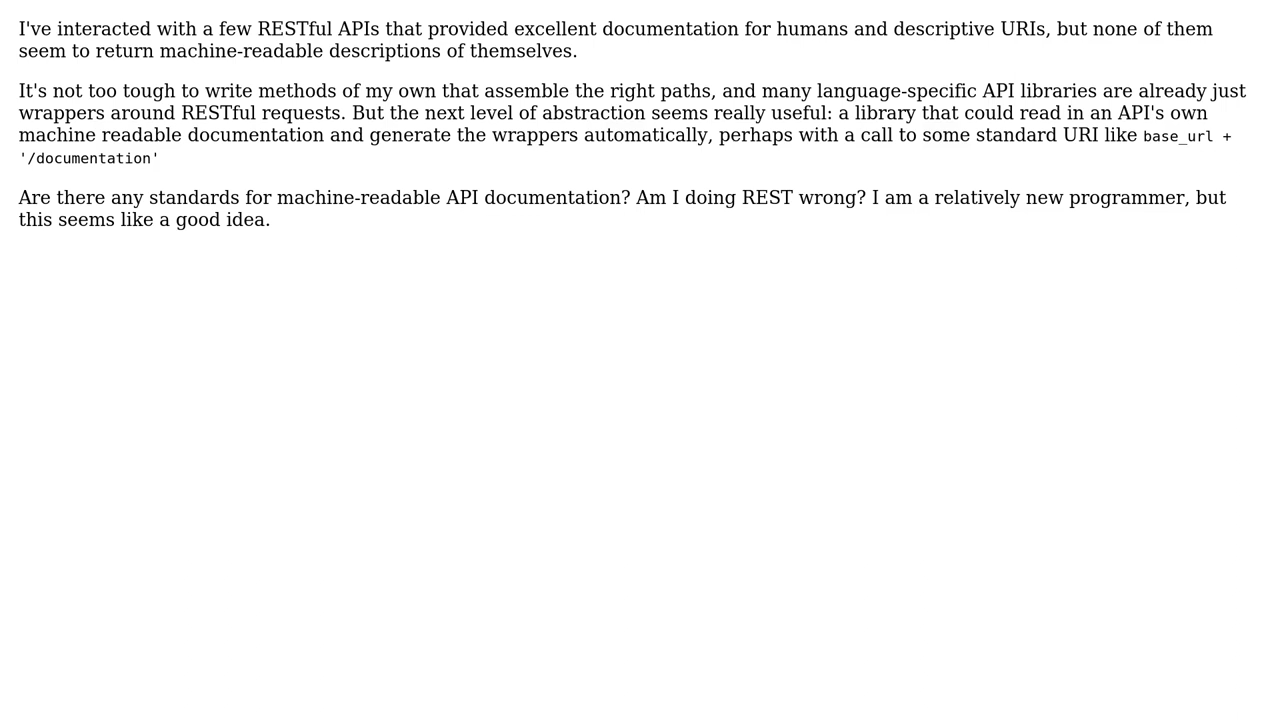 I've interacted with a few RESTful APIs that provided excellent documentation for humans and descriptive URIs, but none of them
seem to return machine-readable descriptions of themselves.
It's not too tough to write methods of my own that assemble the right paths, and many language-specific API libraries are already just
wrappers around RESTful requests. But the next level of abstraction seems really useful: a library that could read in an API's own
machine readable documentation and generate the wrappers automatically, perhaps with a call to some standard URI like base_url +
'/documentation'
Are there any standards for machine-readable API documentation? Am I doing REST wrong? I am a relatively new programmer, but
this seems like a good idea.